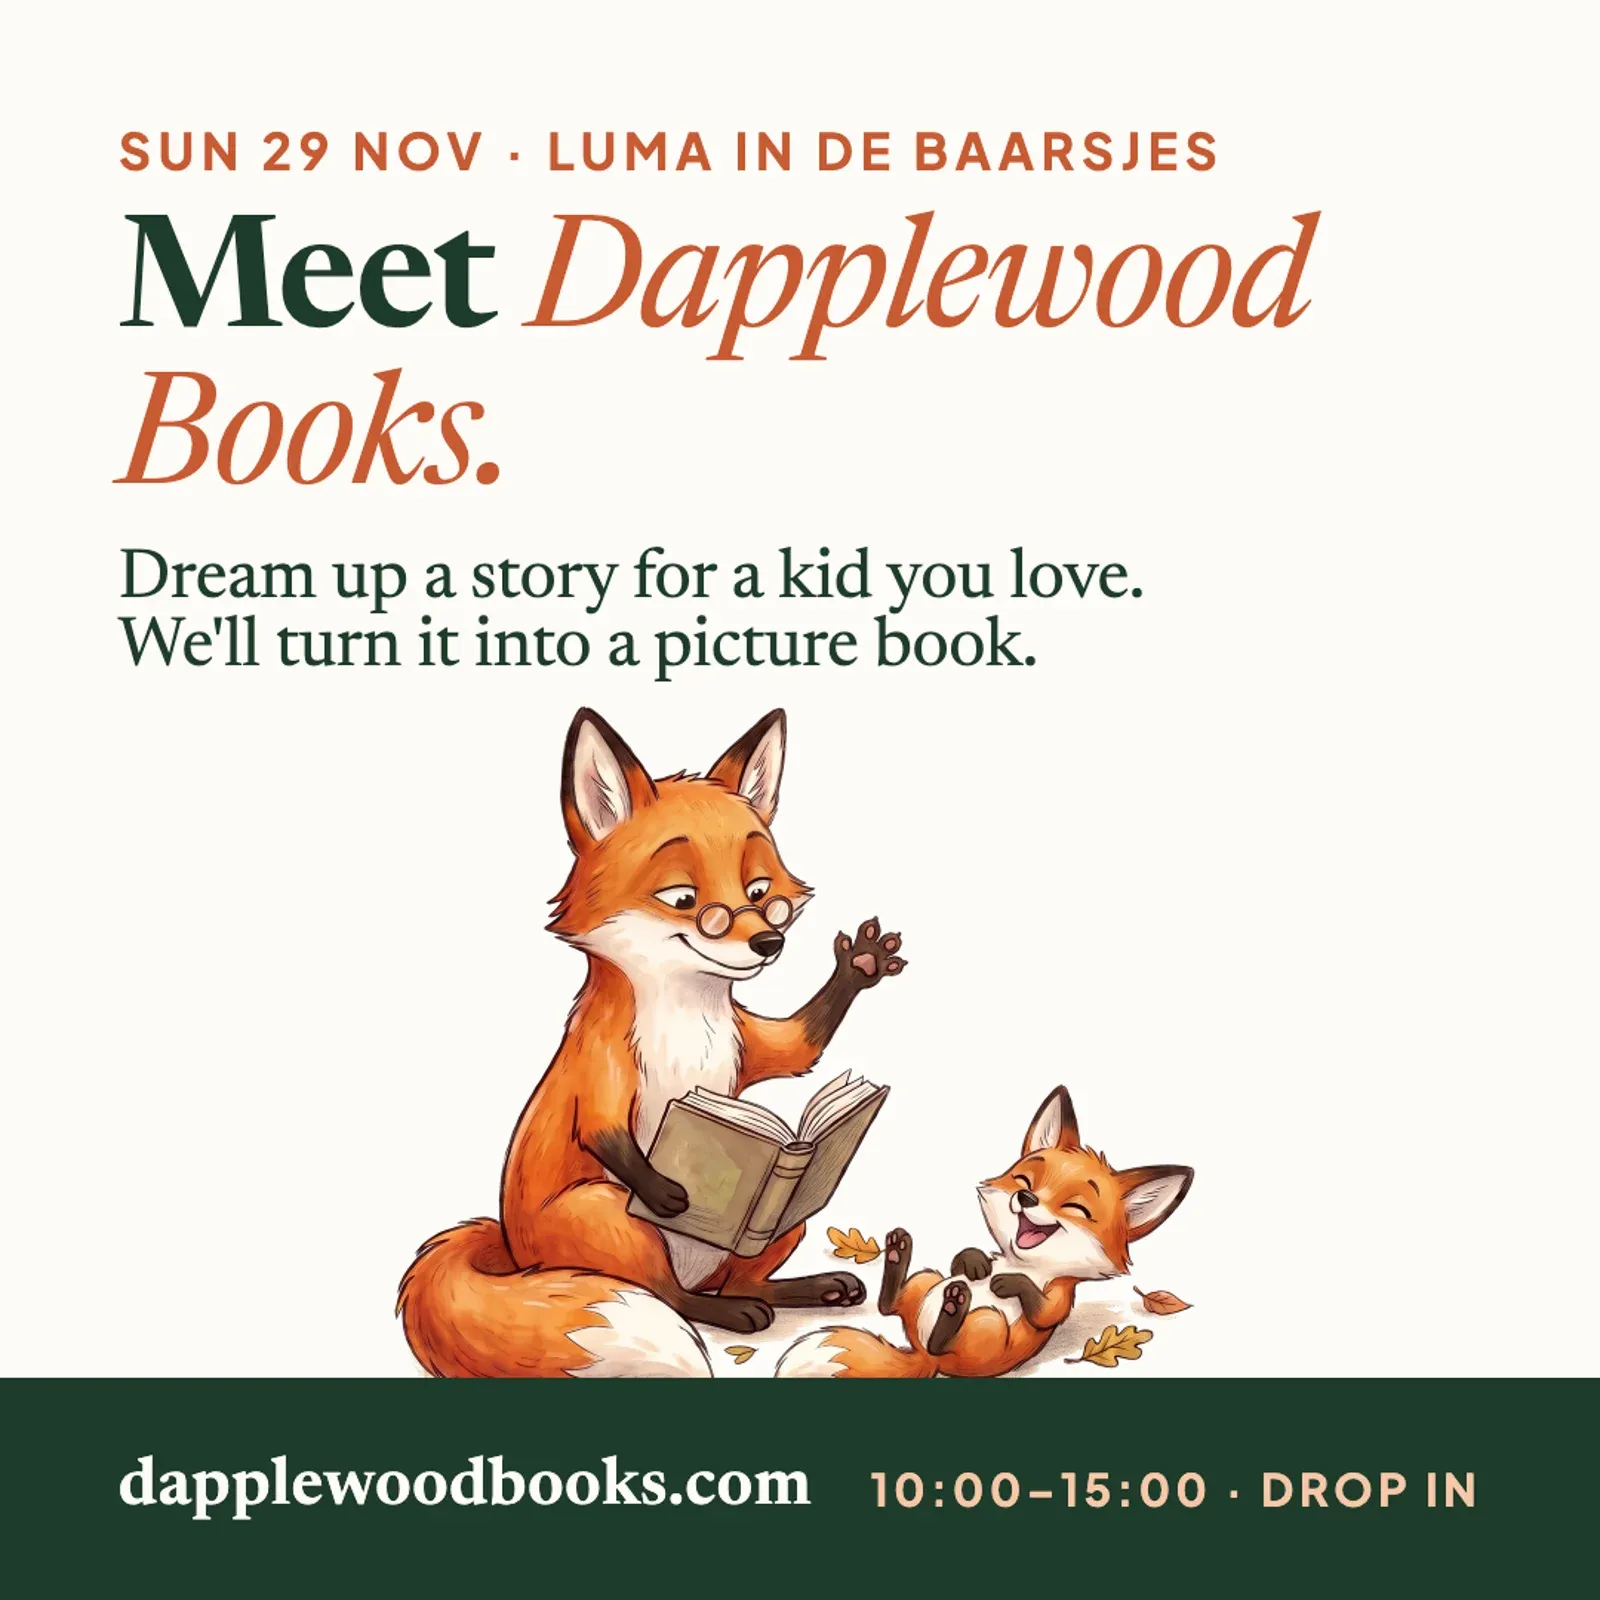 SUN 29 NOV · LUMA IN DE BAARSJES
Meet Dapplewood
Books.
Dream up a story for a kid you love.
We'll turn it into a picture book.
dapplewoodbooks.com
10:00–15:00 · DROP IN